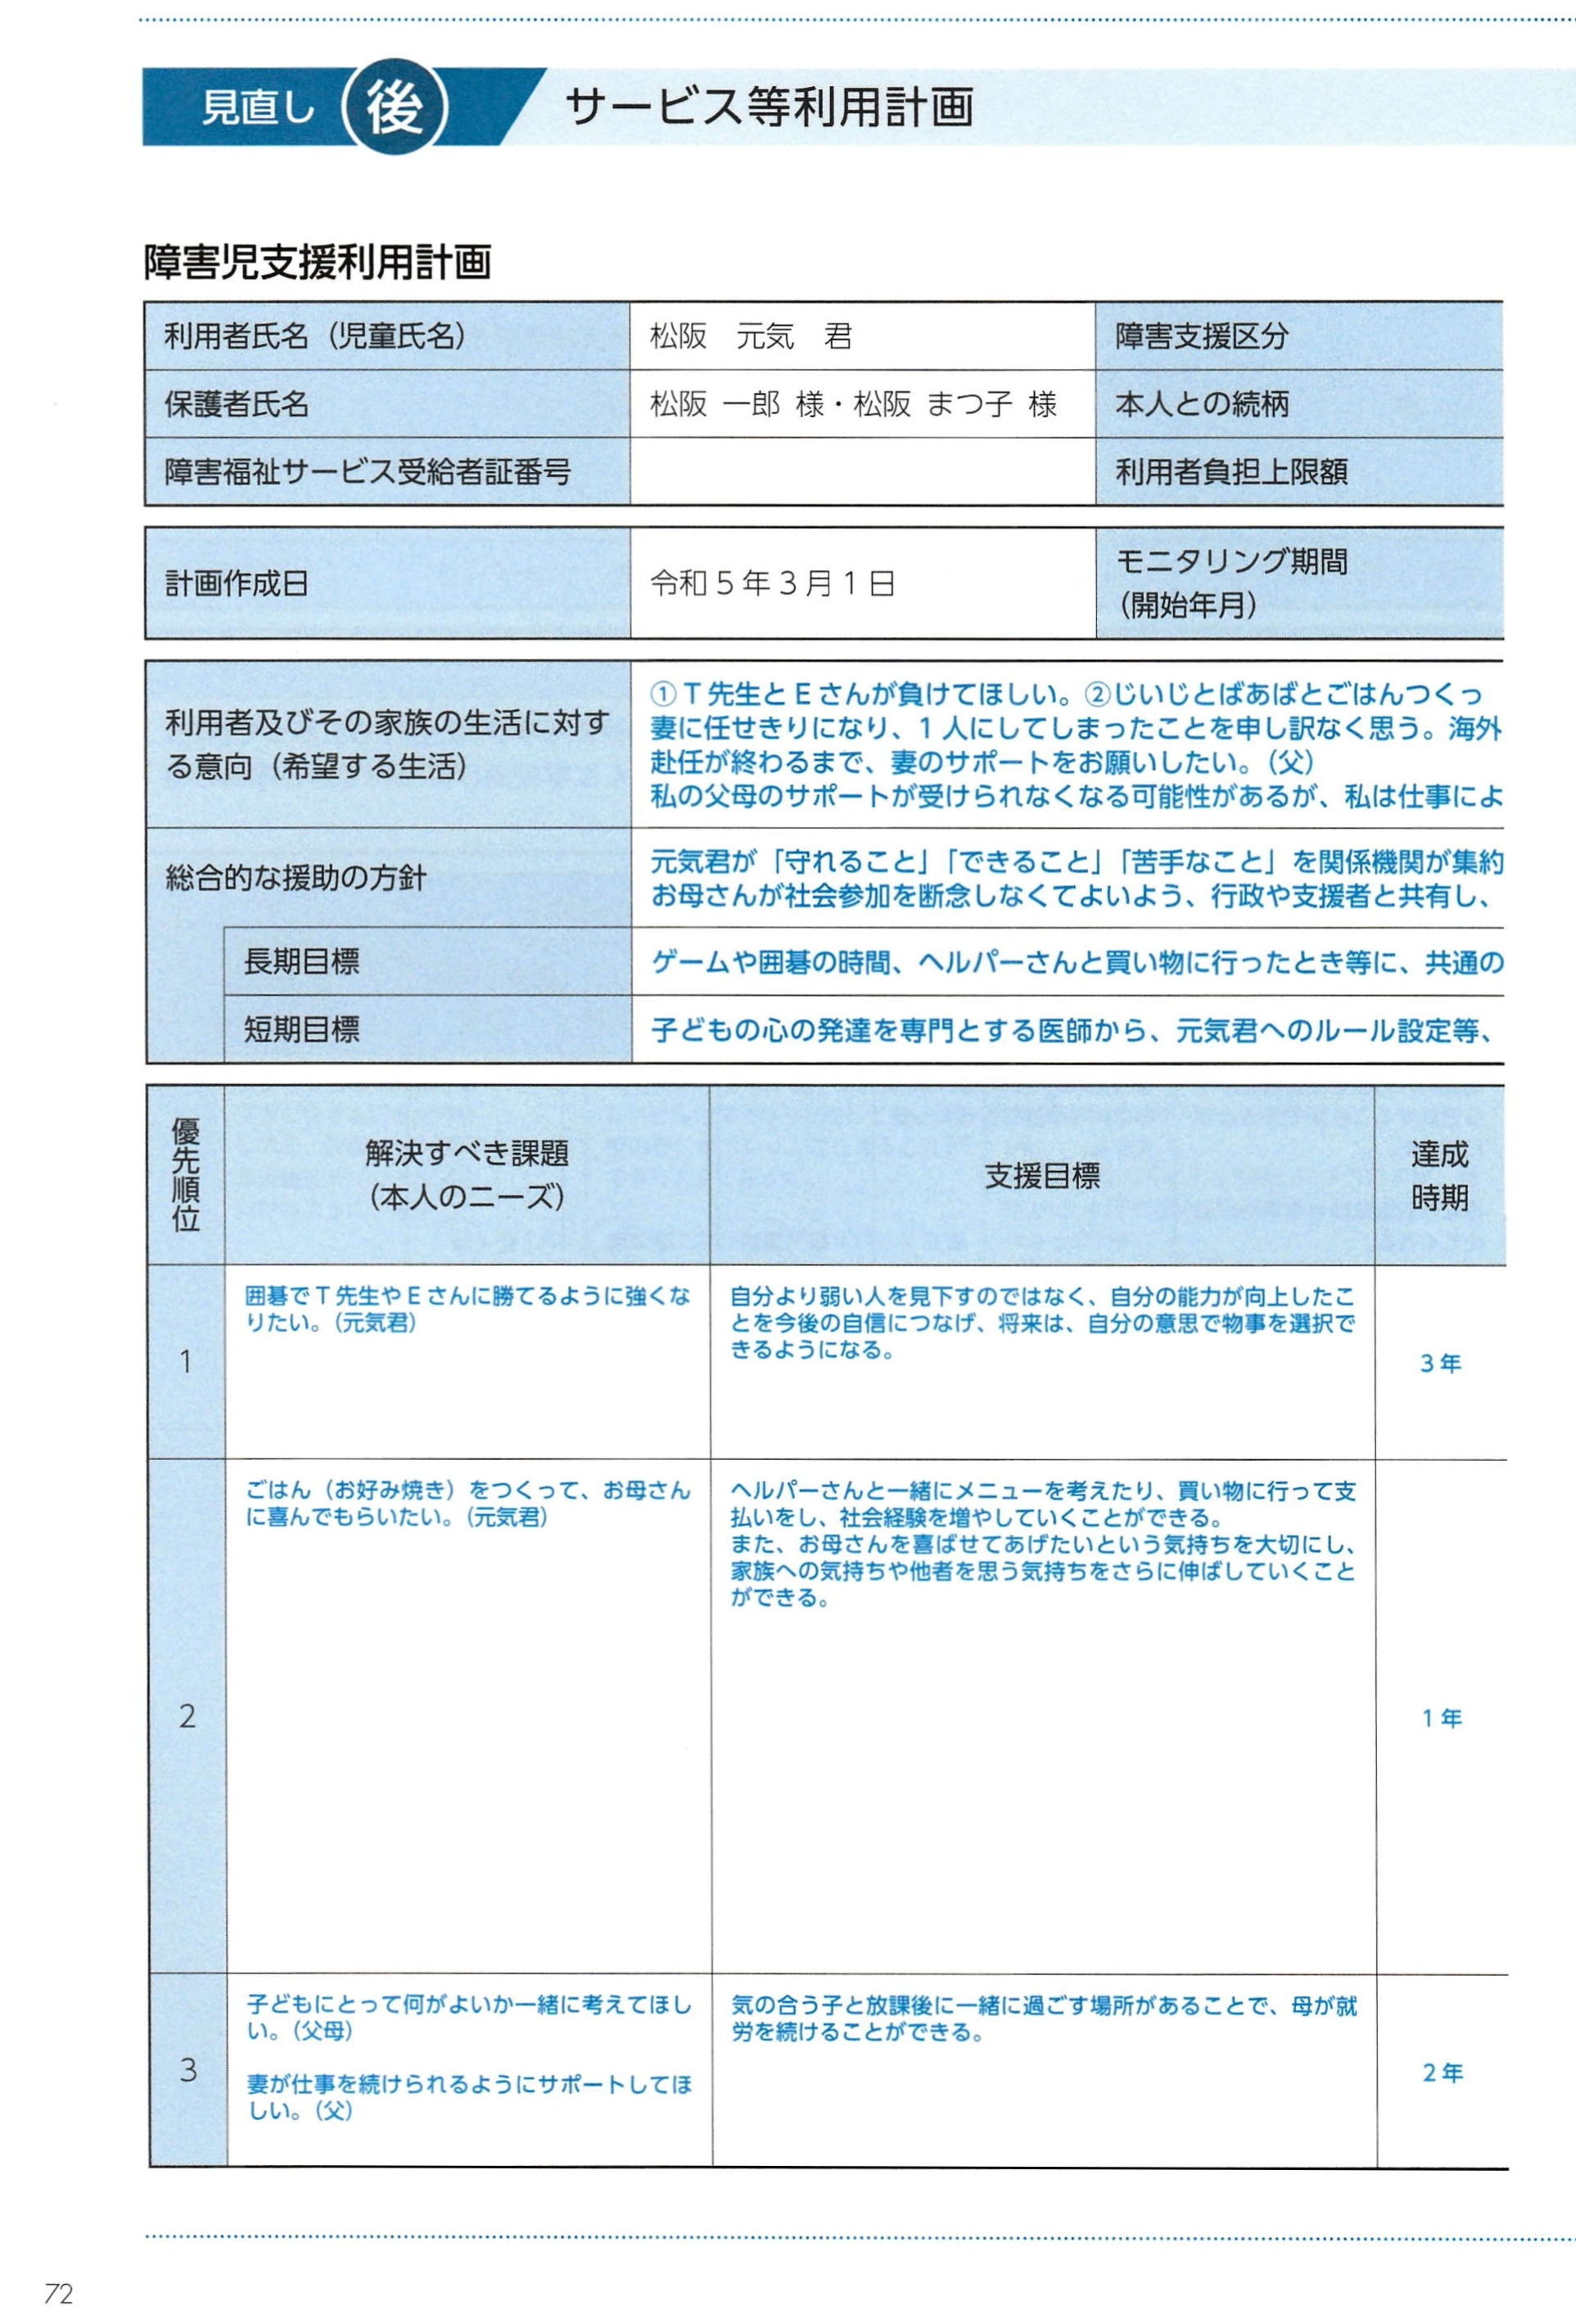 見直し 後 サービス等利用計画
障害児支援利用計画
利用者氏名（児童氏名） 松阪 元気 君 障害支援区分
保護者氏名 松阪 一郎 様・松阪 まつ子 様 本人との続柄
障害福祉サービス受給者証番号 利用者負担上限額
計画作成日 令和5年3月1日 モニタリング期間
（開始年月）
利用者及びその家族の生活に対す
る意向（希望する生活）
①T先生とEさんが負けてほしい。②じいじとばあばとごはんつくっ
妻に任せきりになり、1人にしてしまったことを申し訳なく思う。海外
赴任が終わるまで、妻のサポートをお願いしたい。（父）
私の父母のサポートが受けられなくなる可能性があるが、私は仕事によ
総合的な援助の方針
元気君が「守れること」「できること」「苦手なこと」を関係機関が集約
お母さんが社会参加を断念しなくてよいよう、行政や支援者と共有し、
長期目標 ゲームや囲碁の時間、ヘルパーさんと買い物に行ったとき等に、共通の
短期目標 子どもの心の発達を専門とする医師から、元気君へのルール設定等、
優先順位
解決すべき課題
（本人のニーズ）
支援目標
達成
時期
1
囲碁でT先生やEさんに勝てるように強くな
りたい。（元気君）
自分より弱い人を見下すのではなく、自分の能力が向上したこ
とを今後の自信につなげ、将来は、自分の意思で物事を選択で
きるようになる。
3年
2
ごはん（お好み焼き）をつくって、お母さん
に喜んでもらいたい。（元気君）
ヘルパーさんと一緒にメニューを考えたり、買い物に行って支
払いをし、社会経験を増やしていくことができる。
また、お母さんを喜ばせてあげたいという気持ちを大切にし、
家族への気持ちや他者を思う気持ちをさらに伸ばしていくこと
ができる。
1年
3
子どもにとって何がよいか一緒に考えてほし
い。（父母）
妻が仕事を続けられるようにサポートしてほ
しい。（父）
気の合う子と放課後に一緒に過ごす場所があることで、母が就
労を続けることができる。
2年
72